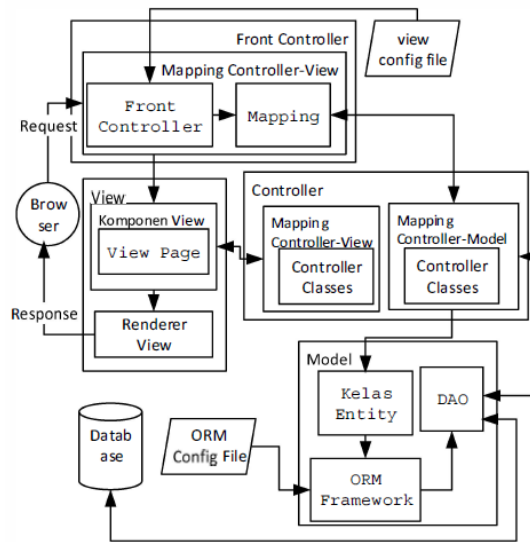 Front Controller
view
config file
Mapping Controller-View
Front
Controller
Mapping
Request
Brow
ser
Response
View
Komponen View
View Page
Renderer
View
Controller
Mapping
Controller-View
Controller
Classes
Mapping
Controller-Model
Controller
Classes
Model
Kelas
Entity
DAO
ORM
Framework
ORM
Config File
Datab
ase